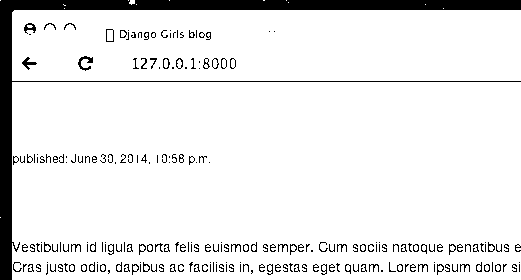 Django Girls blog
127.0.0.1:8000
published: June 30, 2014, 10:58 p.m.
Vestibulum id ligula porta felis euismod semper. Cum sociis natoque penatibus e
Cras justo odio, dapibus ac facilisis in, egestas eget quam. Lorem ipsum dolor si